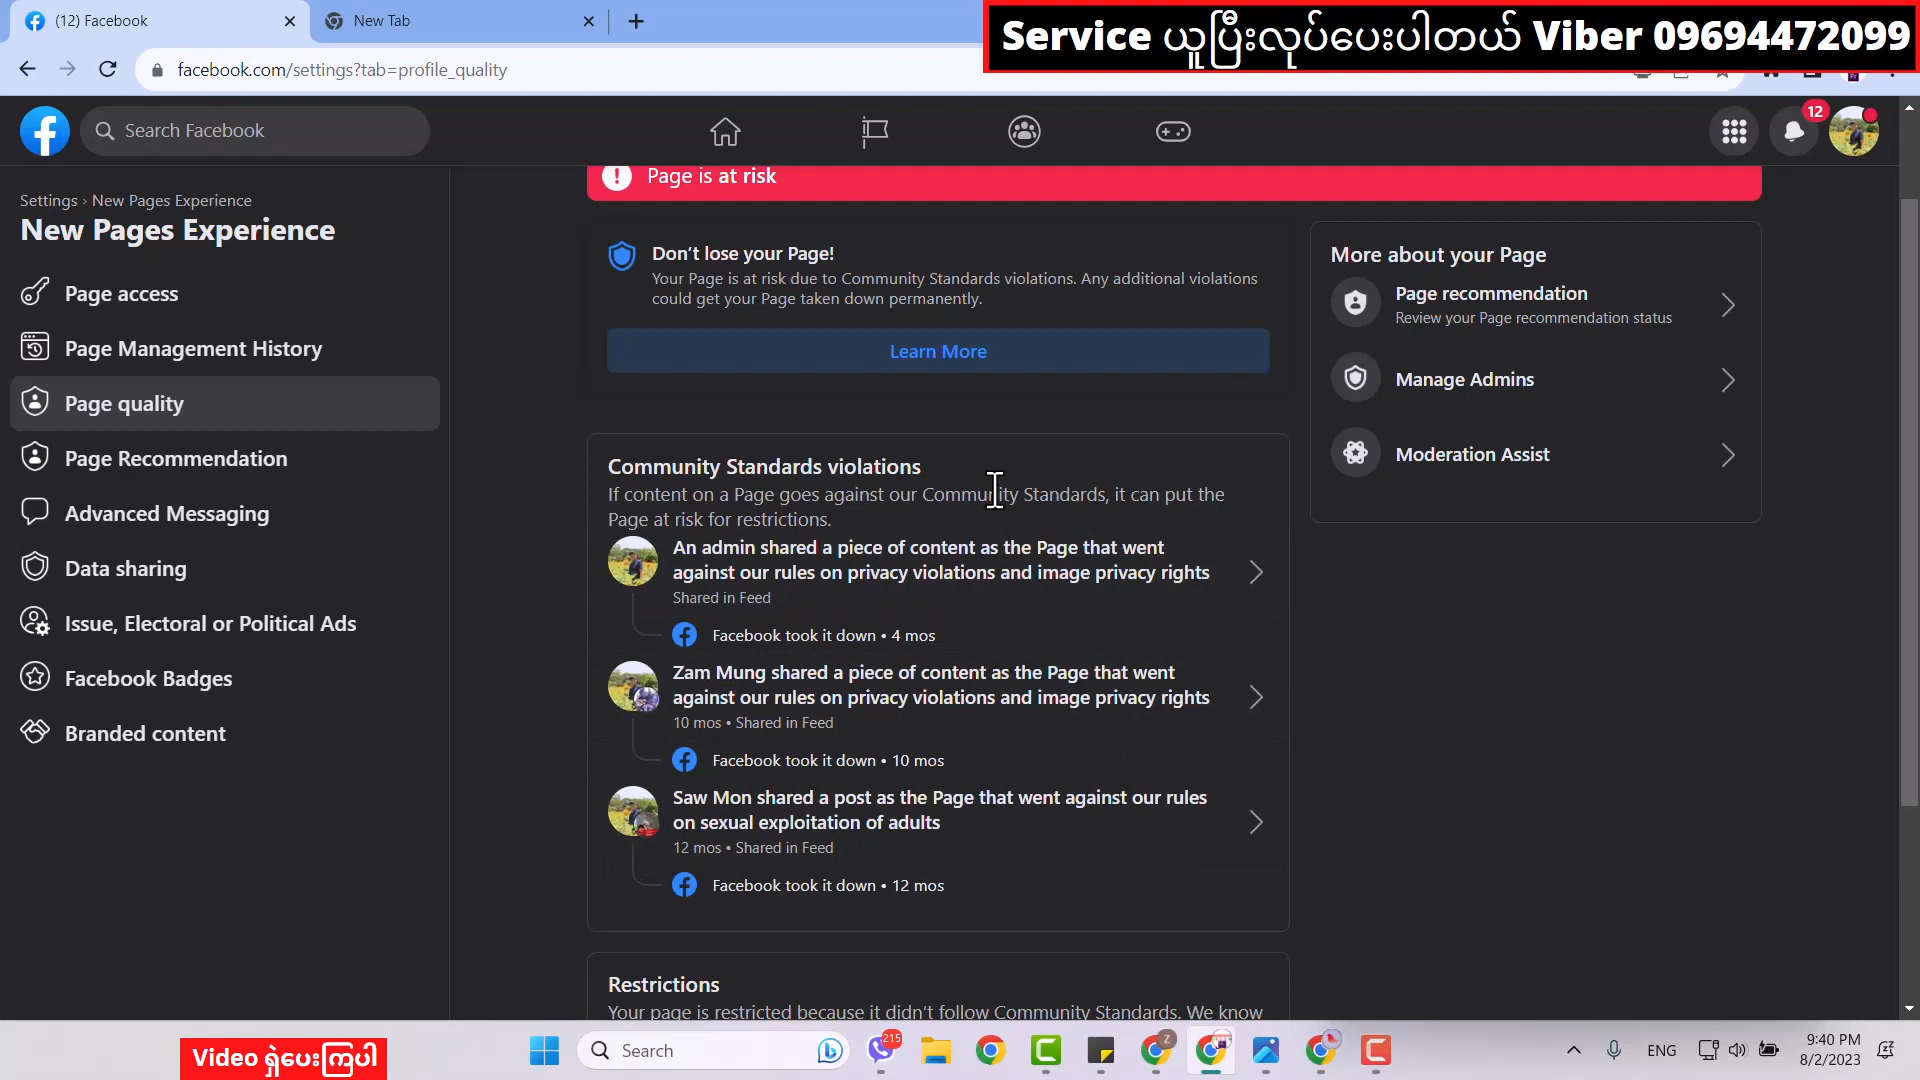 (12) Facebook
New Tab
Service ယူပြီးလုပ်ပေးပါတယ် Viber 09694472099
facebook.com/settings?tab=profile_quality
Search Facebook
12
Settings › New Pages Experience
New Pages Experience
Page access
Page Management History
Page quality
Page Recommendation
Advanced Messaging
Data sharing
Issue, Electoral or Political Ads
Facebook Badges
Branded content
Page is at risk
Don't lose your Page!
Your Page is at risk due to Community Standards violations. Any additional violations
could get your Page taken down permanently.
Learn More
Community Standards violations
If content on a Page goes against our Community Standards, it can put the
Page at risk for restrictions.
An admin shared a piece of content as the Page that went
against our rules on privacy violations and image privacy rights
Shared in Feed
Facebook took it down • 4 mos
Zam Mung shared a piece of content as the Page that went
against our rules on privacy violations and image privacy rights
10 mos • Shared in Feed
Facebook took it down • 10 mos
Saw Mon shared a post as the Page that went against our rules
on sexual exploitation of adults
12 mos • Shared in Feed
Facebook took it down • 12 mos
Restrictions
Your page is restricted because it didn't follow Community Standards. We know
More about your Page
Page recommendation
Review your Page recommendation status
Manage Admins
Moderation Assist
Video ရှဲပေးကြပါ
Search
215
Z
ENG
9:40 PM
8/2/2023